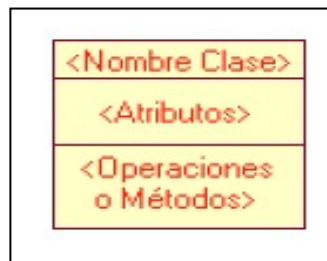 <Nombre Clase>
<Atributos>
<Operaciones
o Métodos>